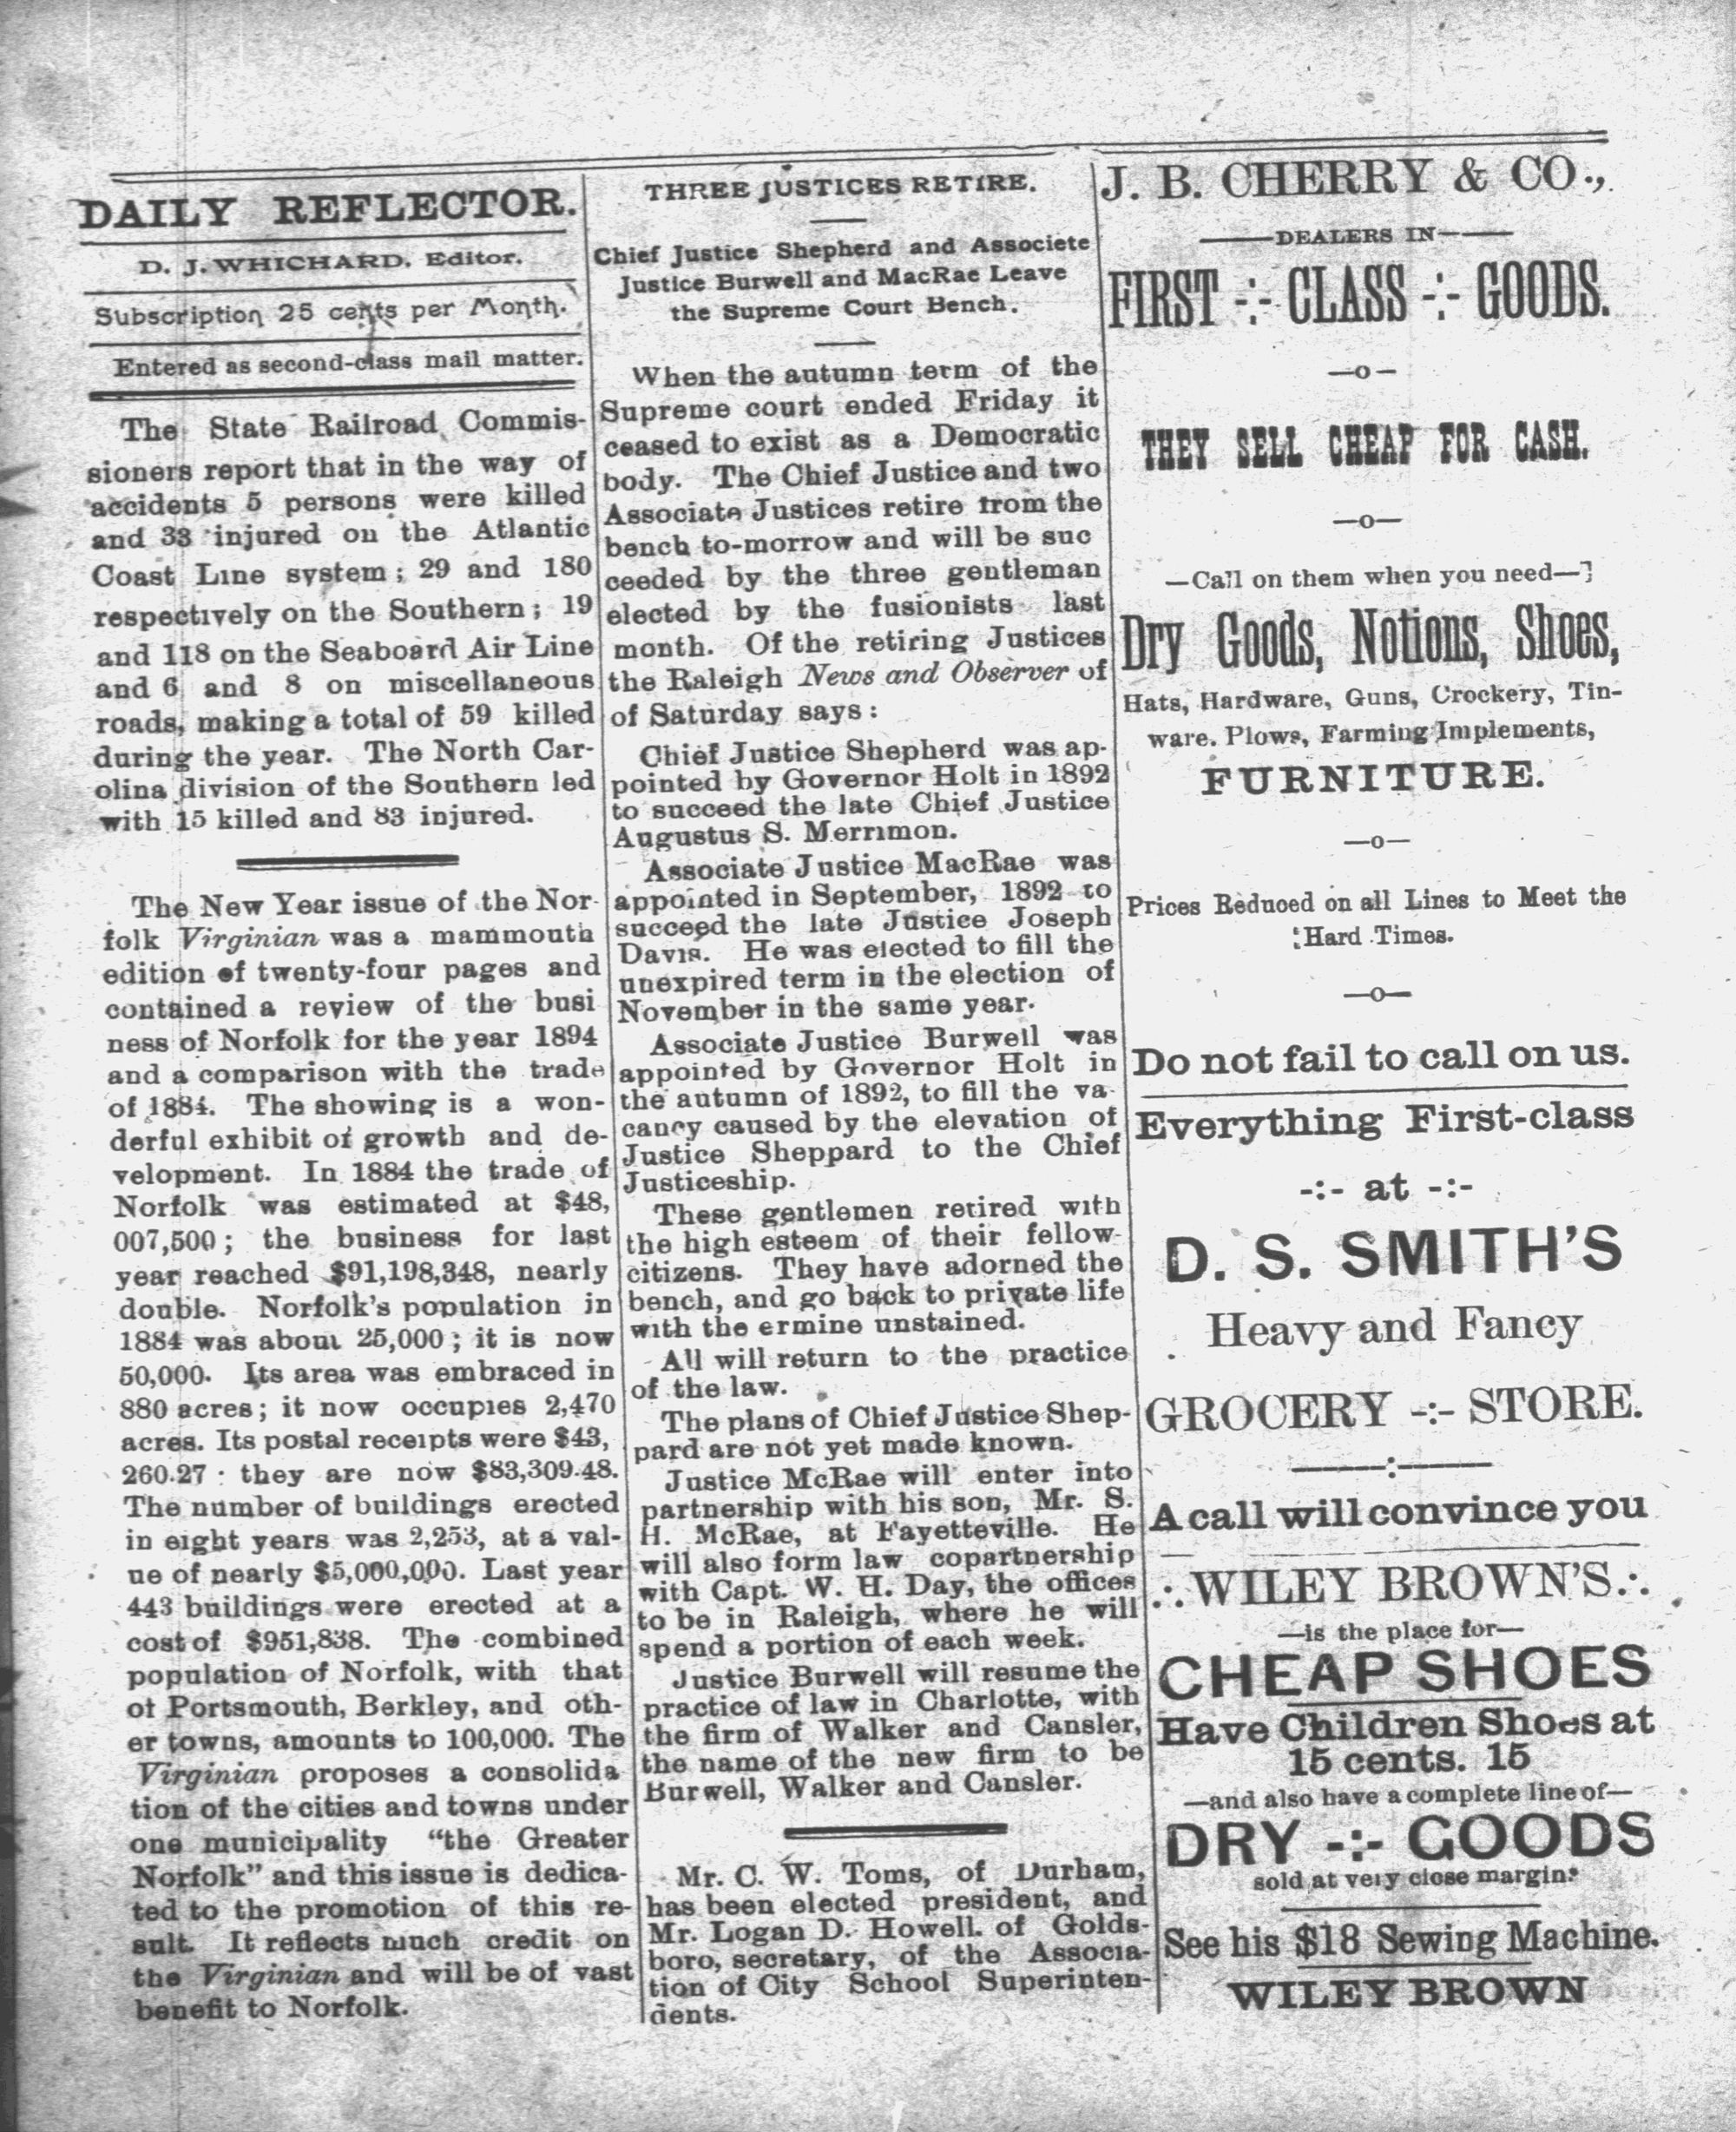 DAILY REFLECTOR.
D. J. WHICHARD. Editor.
Subscription 25 cents per Month.
Entered as second-class mail matter.
The State Railroad Commis-
sioners report that in the way of
accidents 5 persons were killed
and 33 injured on the Atlantic
Coast Line system; 29 and 180
respectively on the Southern; 19
and 118 on the Seaboard Air Line
and 6 and 8 on miscellaneous
roads, making a total of 59 killed
during the year. The North Car-
olina division of the Southern led
with 15 killed and 83 injured.
The New Year issue of the Nor-
folk Virginian was a mammouth
edition of twenty-four pages and
contained a review of the busi
ness of Norfolk for the year 1894
and a comparison with the trade
of 1884. The showing is a won-
derful exhibit of growth and de-
velopment. In 1884 the trade of
Norfolk was estimated at $48,
007,500; the business for last
year reached $91,198,348, nearly
double. Norfolk's population in
1884 was about 25,000; it is now
50,000. Its area was embraced in
880 acres; it now occupies 2,470
acres. Its postal receipts were $43,
260.27: they are now $83,309.48.
The number of buildings erected
in eight years was 2,253, at a val-
ue of nearly $5,000,000. Last year
443 buildings were erected at a
cost of $951,838. The combined
population of Norfolk, with that
of Portsmouth, Berkley, and oth-
er towns, amounts to 100,000. The
Virginian proposes a consolida
tion of the cities and towns under
one municipality "the Greater
Norfolk" and this issue is dedica-
ted to the promotion of this re-
sult. It reflects much credit on
the Virginian and will be of vast
benefit to Norfolk.
THREE JUSTICES RETIRE.
Chief Justice Shepherd and Associete
Justice Burwell and MacRae Leave
the Supreme Court Bench.
When the autumn term of the
Supreme court ended Friday it
ceased to exist as a Democratic
body. The Chief Justice and two
Associate Justices retire from the
bench to-morrow and will be suc
ceeded by the three gentleman
elected by the fusionists last
month. Of the retiring Justices
the Raleigh News and Observer of
of Saturday says:
Chief Justice Shepherd was ap-
pointed by Governor Holt in 1892
to succeed the late Chief Justice
Augustus S. Merrimon.
Associate Justice MacRae was
appointed in September, 1892 to
succeed the late Justice Joseph
Davis. He was elected to fill the
unexpired term in the election of
November in the same year.
Associate Justice Burwell was
appointed by Governor Holt in
the autumn of 1892, to fill the va-
cancy caused by the elevation of
Justice Sheppard to the Chief
Justiceship.
These gentlemen retired with
the high esteem of their fellow-
citizens. They have adorned the
bench, and go back to private life
with the ermine unstained.
All will return to the practice
of the law.
The plans of Chief Justice Shep-
pard are not yet made known.
Justice McRae will enter into
partnership with his son, Mr. S.
H. McRae, at Fayetteville. He
will also form law copartnership
with Capt. W. H. Day, the offices
to be in Raleigh, where he will
spend a portion of each week.
Justice Burwell will resume the
practice of law in Charlotte, with
the firm of Walker and Cansler,
the name of the new firm to be
Burwell, Walker and Cansler.
Mr. C. W. Toms, of Durham,
has been elected president, and
Mr. Logan D. Howell. of Golds-
boro, secretary, of the Associa-
tion of City School Superinten-
dents.
J. B. CHERRY & CO.,
—DEALERS IN—
FIRST -:- CLASS -:- GOODS.
—o—
THEY SELL CHEAP FOR CASH.
—o—
—Call on them when you need—]
Dry Goods, Notions, Shoes,
Hats, Hardware, Guns, Crockery, Tin-
ware. Plows, Farming Implements,
FURNITURE.
—o—
Prices Reduced on all Lines to Meet the
Hard Times.
—o—
Do not fail to call on us.
Everything First-class
-:- at -:-
D. S. SMITH'S
Heavy and Fancy
GROCERY -:- STORE.
———:———
A call will convince you
.:.WILEY BROWN'S.:.
—is the place for—
CHEAP SHOES
Have Children Shoes at
15 cents. 15
—and also have a complete line of—
DRY -:- GOODS
sold at very close margin.
See his $18 Sewing Machine.
WILEY BROWN